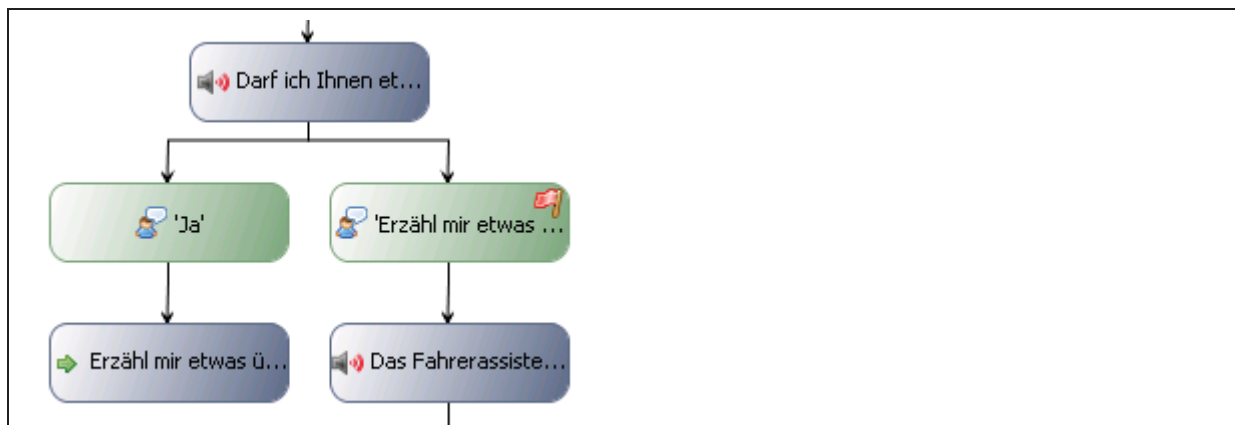 Darf ich Ihnen et...
'Ja'
'Erzähl mir etwas ...
Erzähl mir etwas ü...
Das Fahrerassiste...